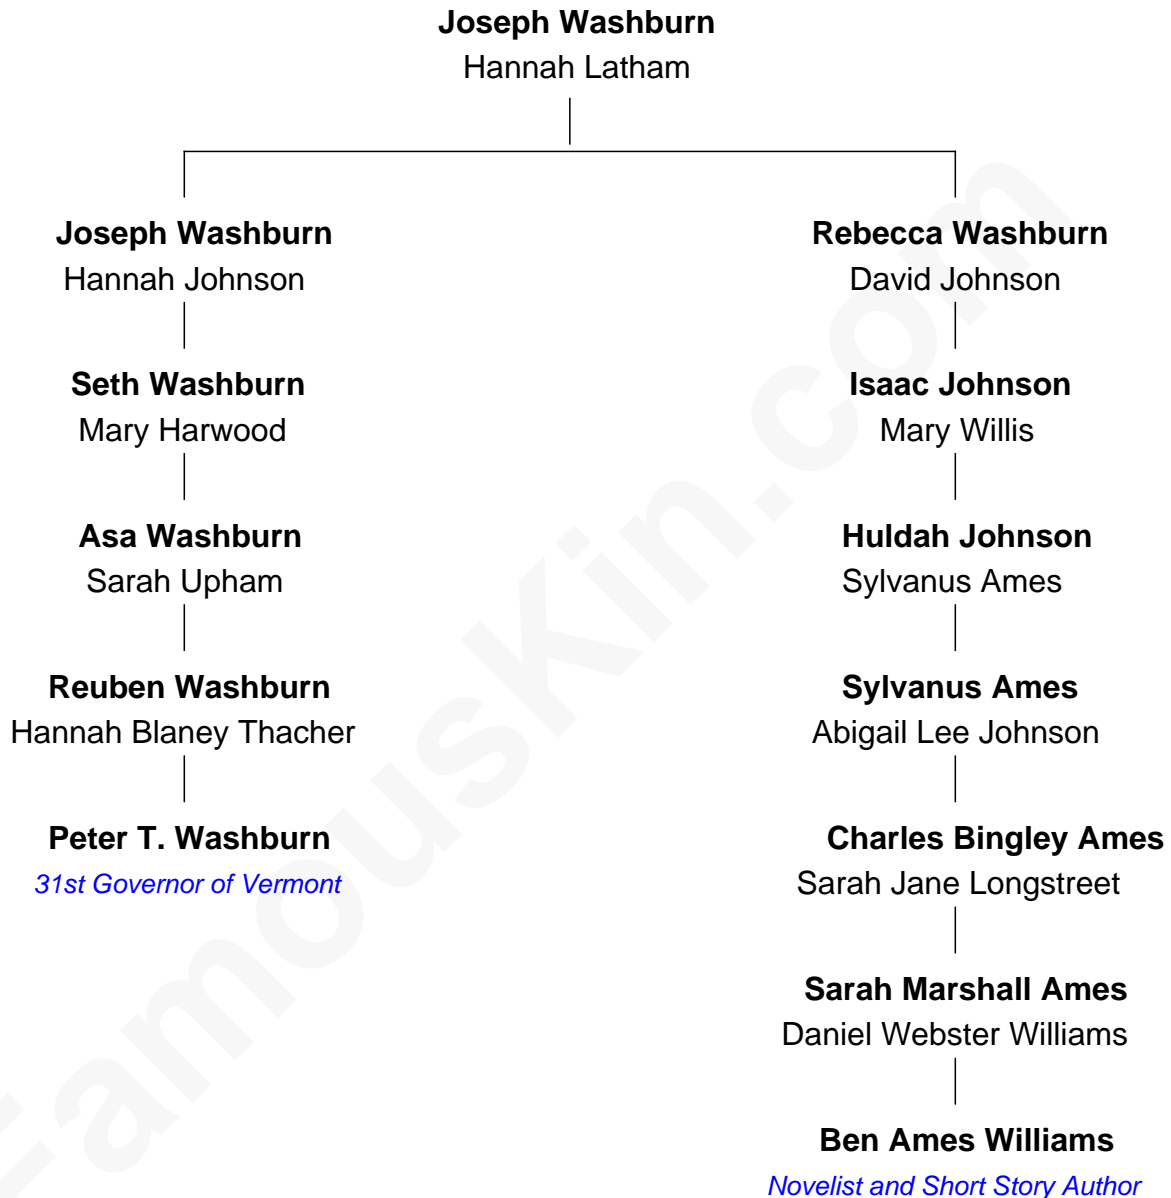 Joseph Washburn
Hannah Latham
Joseph Washburn
Hannah Johnson
Seth Washburn
Mary Harwood
Asa Washburn
Sarah Upham
Reuben Washburn
Hannah Blaney Thacher
Peter T. Washburn
31st Governor of Vermont
Rebecca Washburn
David Johnson
Isaac Johnson
Mary Willis
Huldah Johnson
Sylvanus Ames
Sylvanus Ames
Abigail Lee Johnson
Charles Bingley Ames
Sarah Jane Longstreet
Sarah Marshall Ames
Daniel Webster Williams
Ben Ames Williams
Novelist and Short Story Author
FamousKin.com